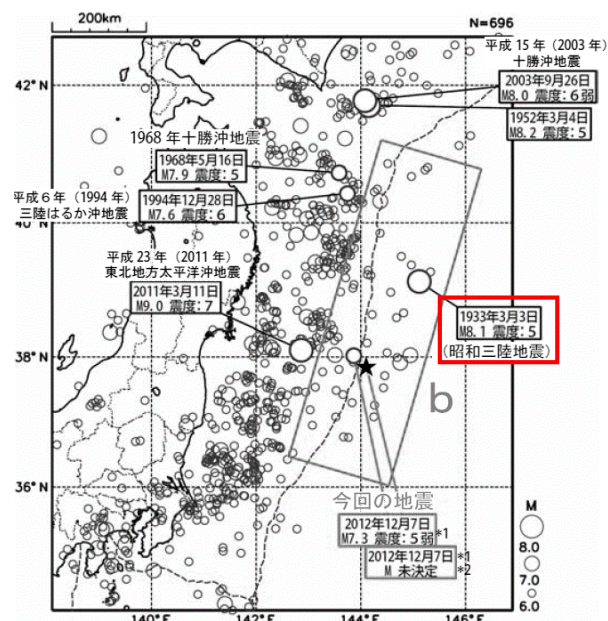 200km
N=696
平成 15 年（2003 年）
十勝沖地震
42°N
2003年9月26日
M8.0 震度：6弱
1952年3月4日
M8.2 震度：5
1968 年十勝沖地震
1968年5月16日
M7.9 震度：5
平成６年（1994 年）
三陸はるか沖地震
1994年12月28日
M7.6 震度：6
40°N
平成 23 年（2011 年）
東北地方太平洋沖地震
2011年3月11日
M9.0 震度：7
1933年3月3日
M8.1 震度：5
（昭和三陸地震）
38°N
b
36°N
今回の地震
2012年12月7日
M7.3 震度：5弱 *1
2012年12月7日 *1
M 未決定 *2
M
8.0
7.0
6.0
140°E
142°E
144°E
146°E